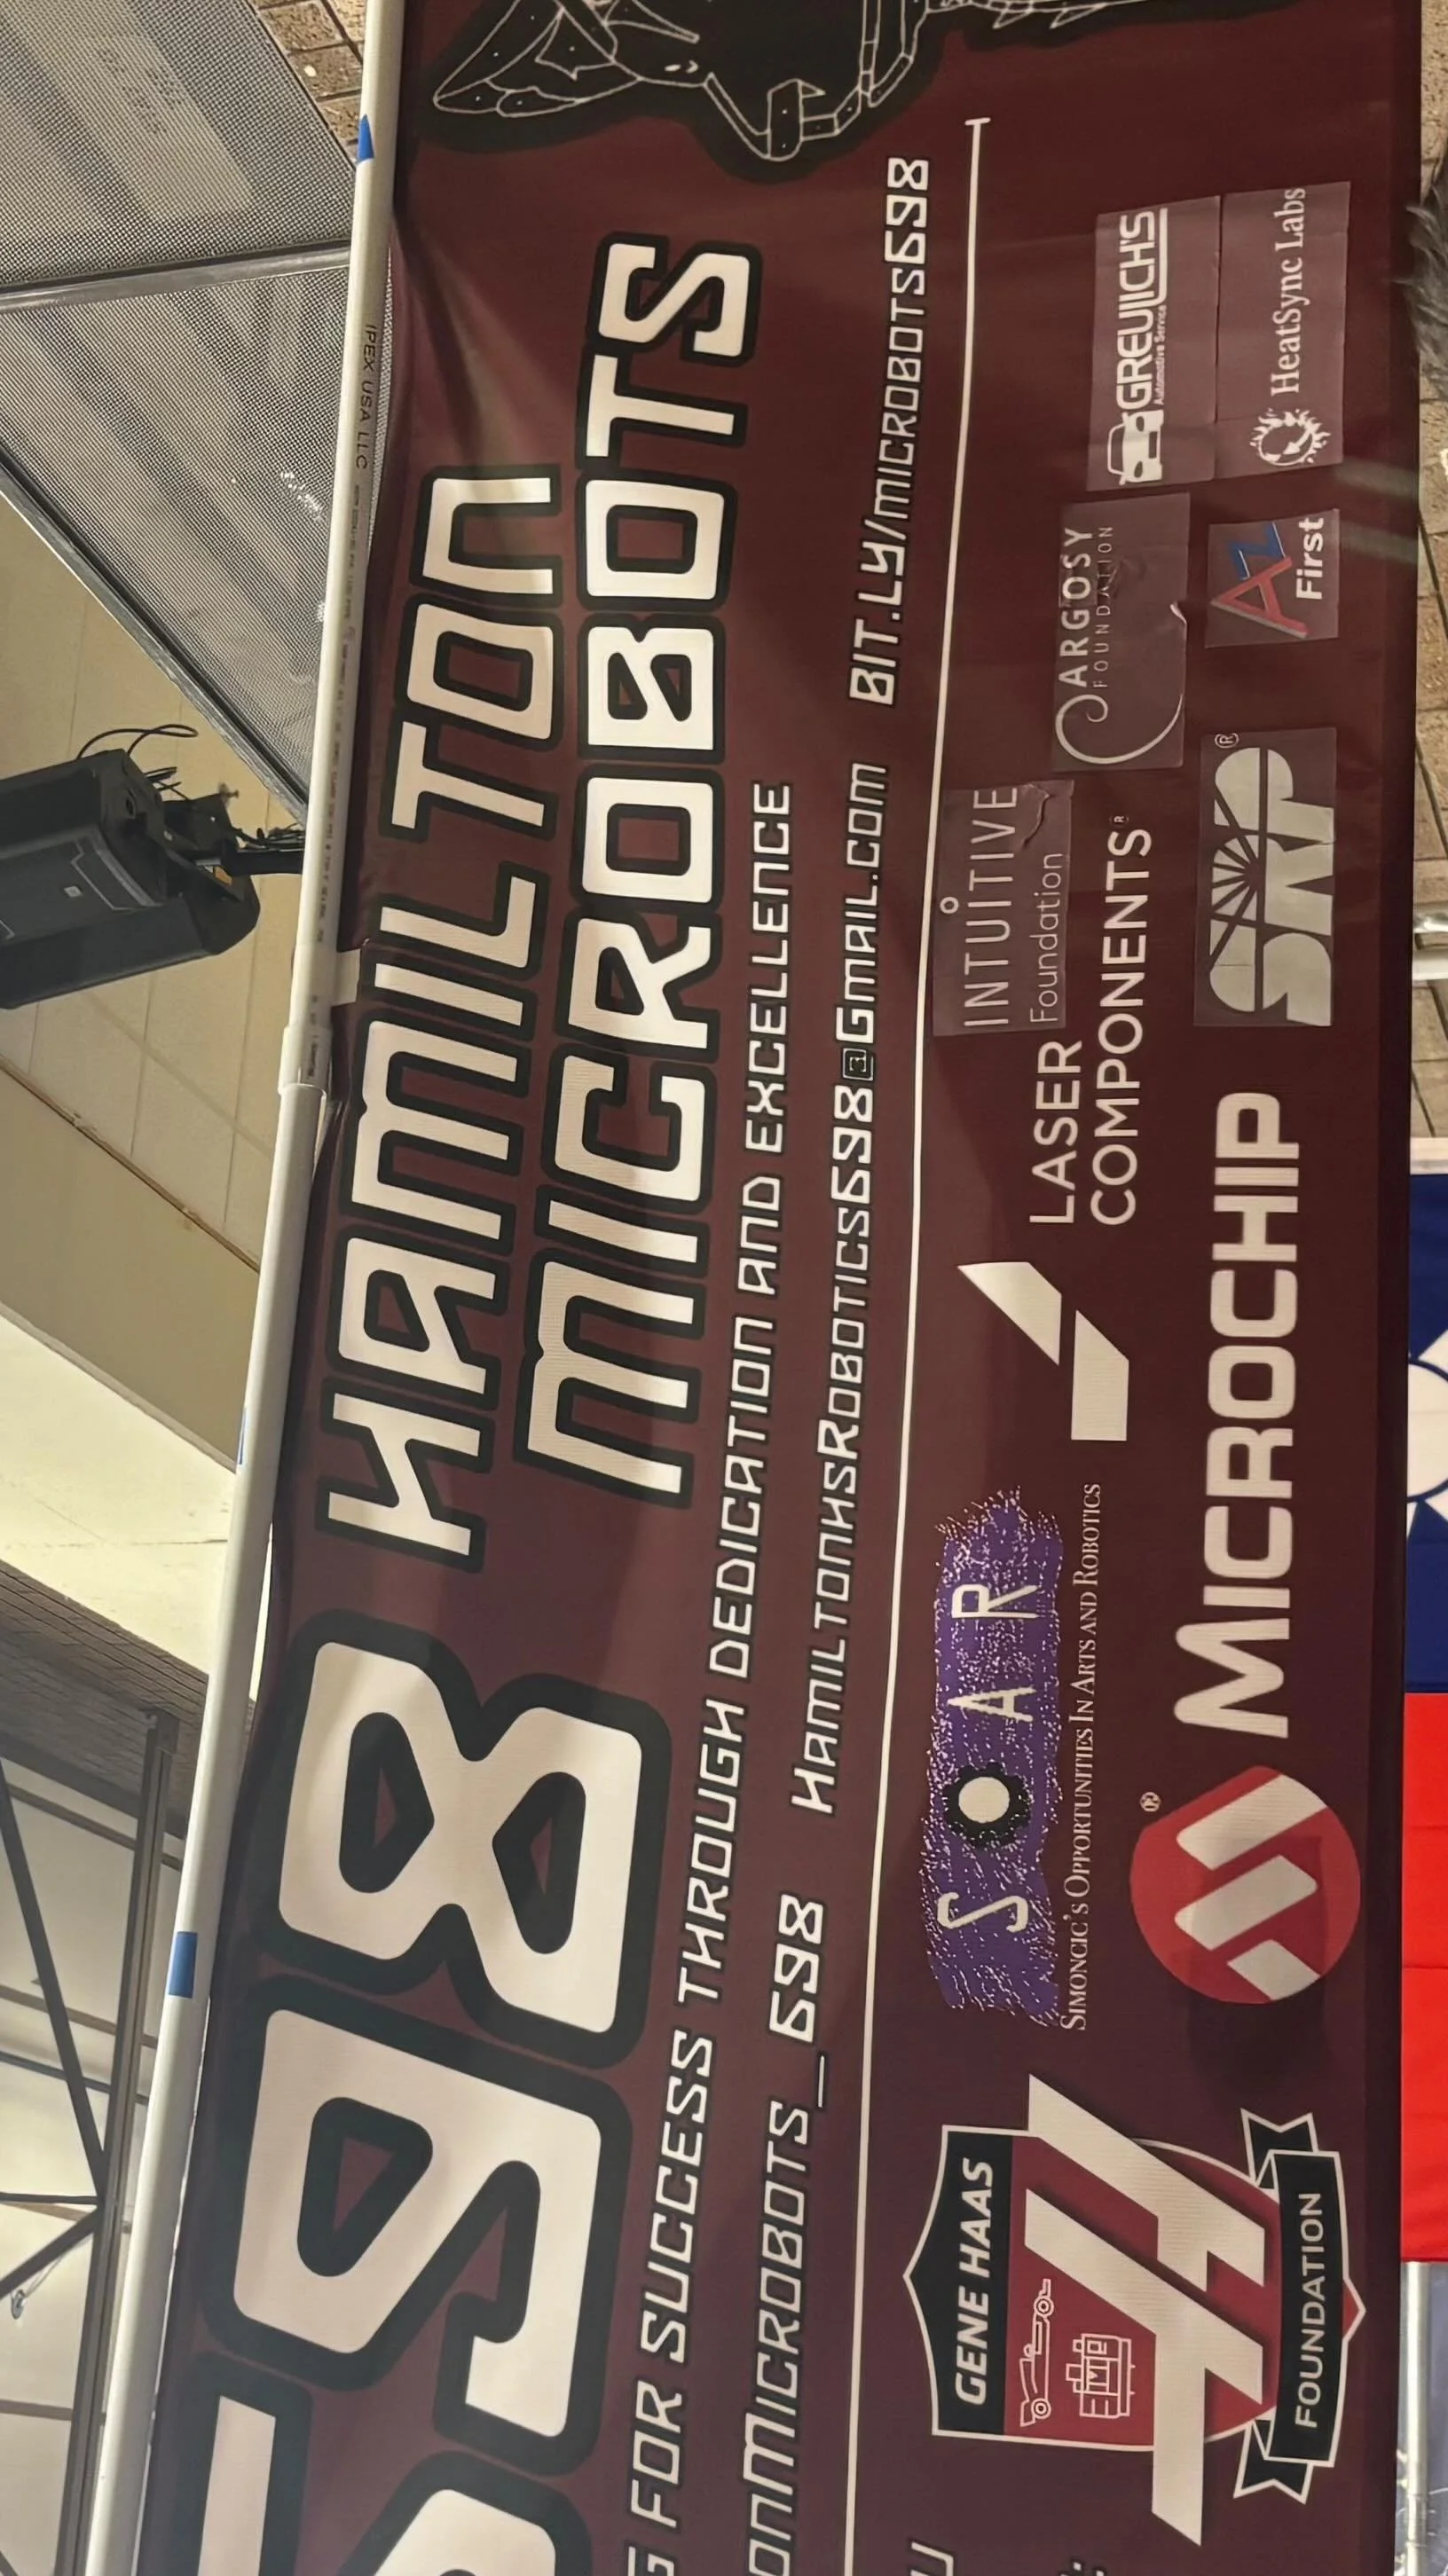 698 HAMILTON
MICROBOTS
FOR SUCCESS THROUGH DEDICATION AND EXCELLENCE
MICROBOTS_698 HAMILTONHSROBOTICS698@GMAIL.COM BIT.LY/MICROBOTS698
GENE HAAS
FOUNDATION
SOAR
SIMONCIC'S OPPORTUNITIES IN ARTS AND ROBOTICS
MICROCHIP®
LASER
COMPONENTS®
INTUITIVE
Foundation
ARGOSY
FOUNDATION
GREULICH'S
Automotive Service
SRP®
AZ
First
HeatSync Labs
IPEX USA LLC